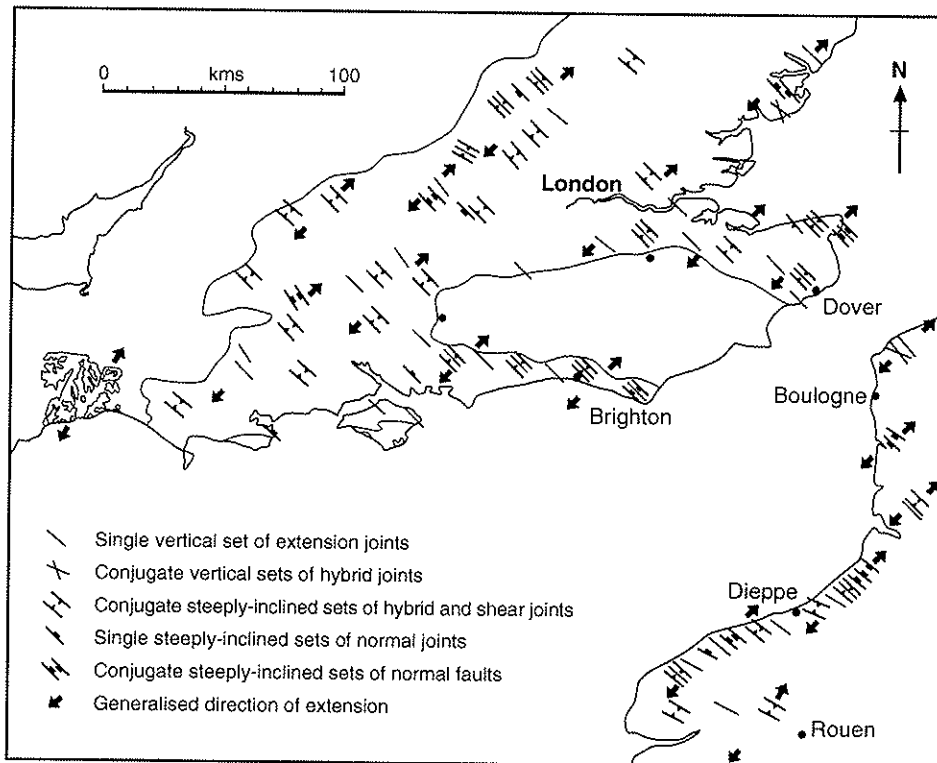 0 kms 100
N
London
Dover
Boulogne
Brighton
Dieppe
Rouen
Single vertical set of extension joints
Conjugate vertical sets of hybrid joints
Conjugate steeply-inclined sets of hybrid and shear joints
Single steeply-inclined sets of normal joints
Conjugate steeply-inclined sets of normal faults
Generalised direction of extension